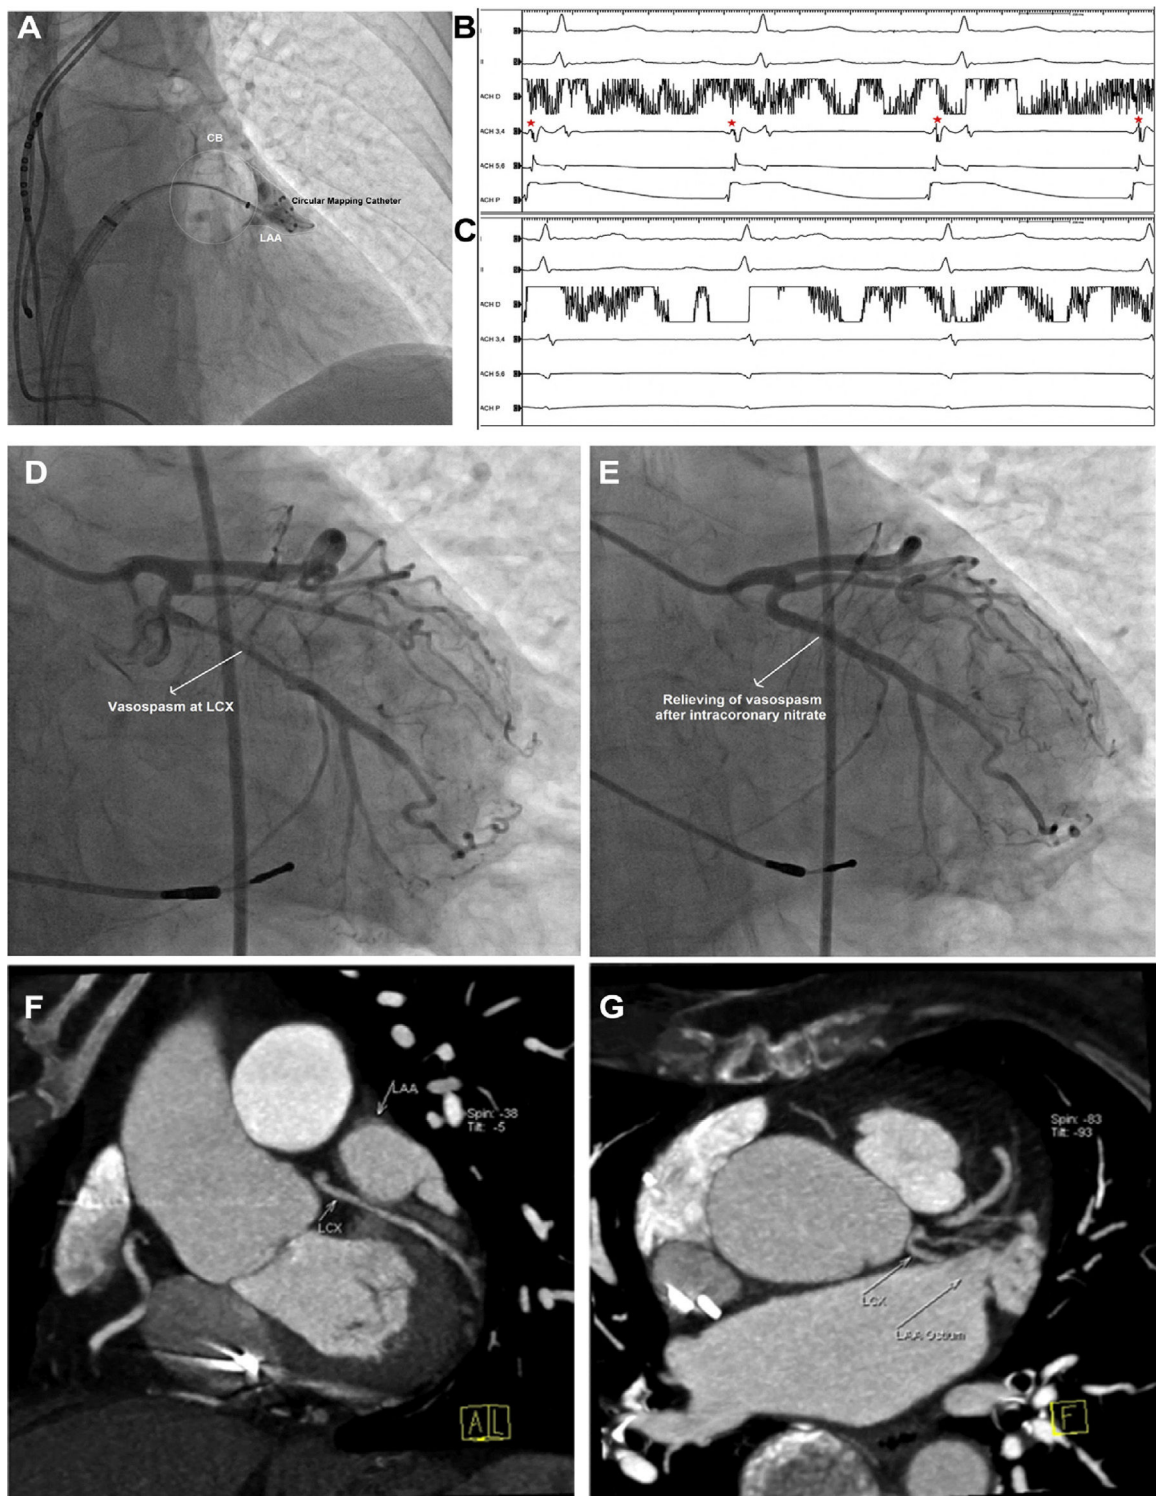 A
CB
Circular Mapping Catheter
LAA
B
I
II
ACH D
ACH 3,4
ACH 5,6
ACH P
C
I
II
ACH D
ACH 3,4
ACH 5,6
ACH P
D
Vasospasm at LCX
E
Relieving of vasospasm
after intracoronary nitrate
F
LAA
Spin: -38
Tilt: -5
LCX
A L
G
Spin: -83
Tilt: -93
LCX
LAA Ostium
F